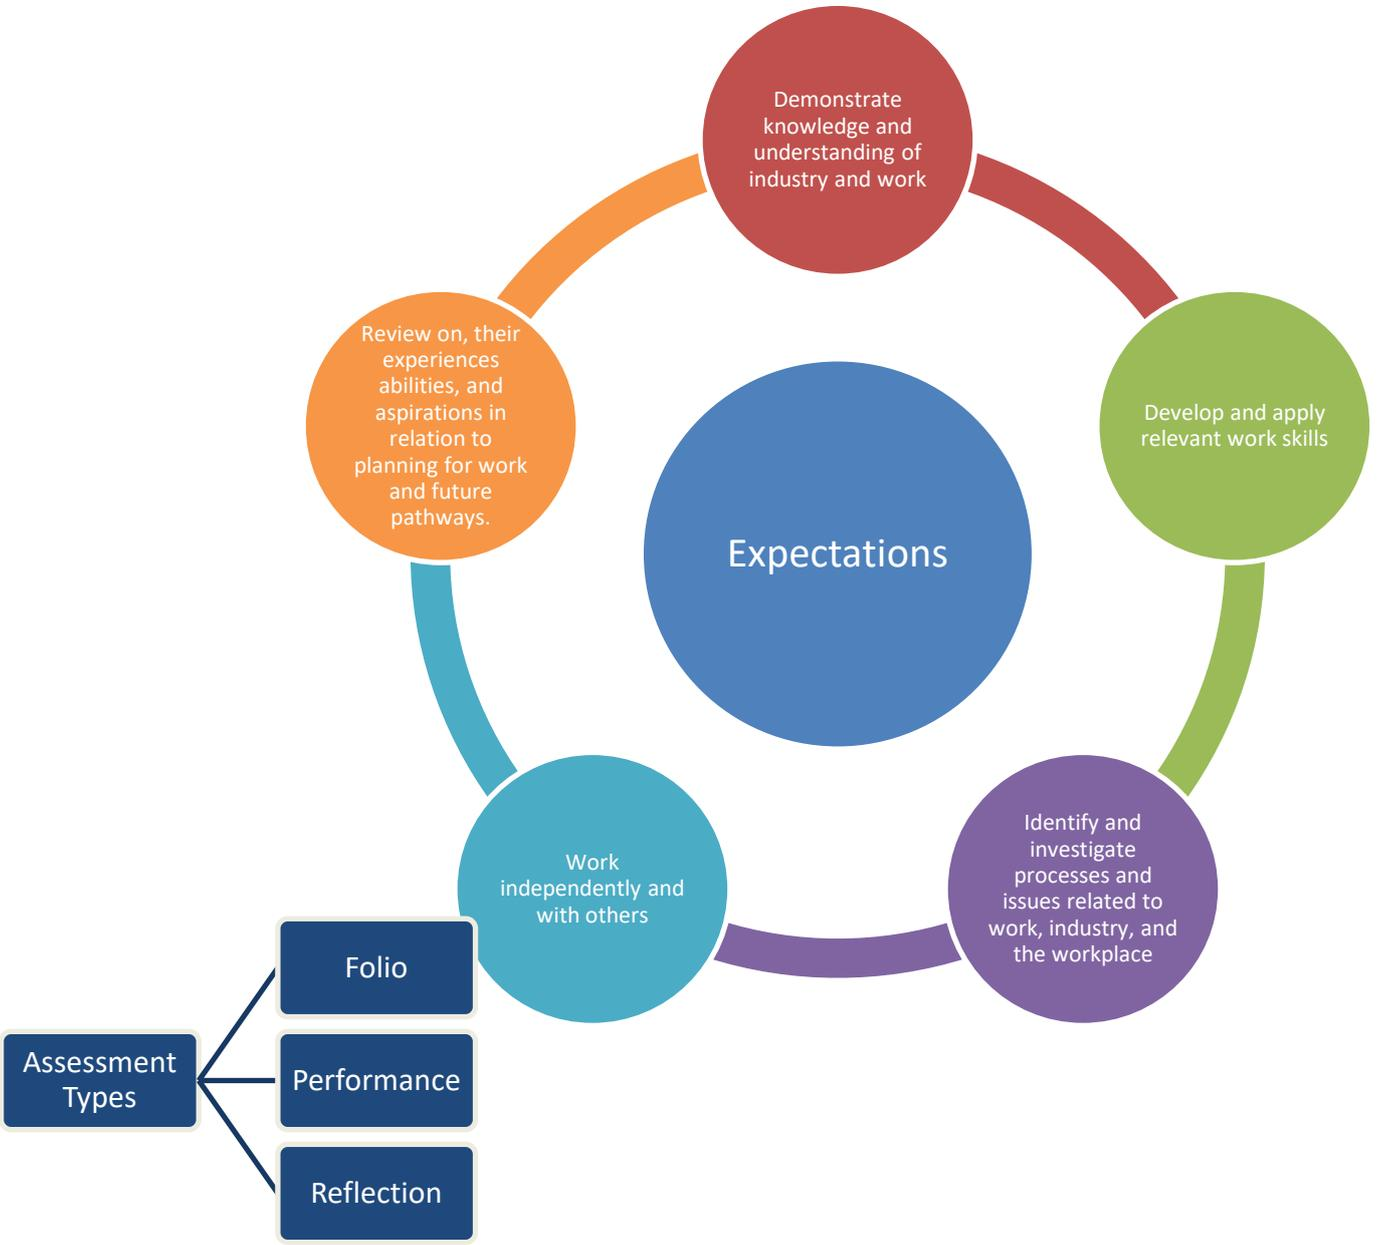 Demonstrate
knowledge and
understanding of
industry and work
Review on, their
experiences
abilities, and
aspirations in
relation to
planning for work
and future
pathways.
Develop and apply
relevant work skills
Expectations
Identify and
investigate
processes and
issues related to
work, industry, and
the workplace
Work
independently and
with others
Folio
Assessment
Types
Performance
Reflection